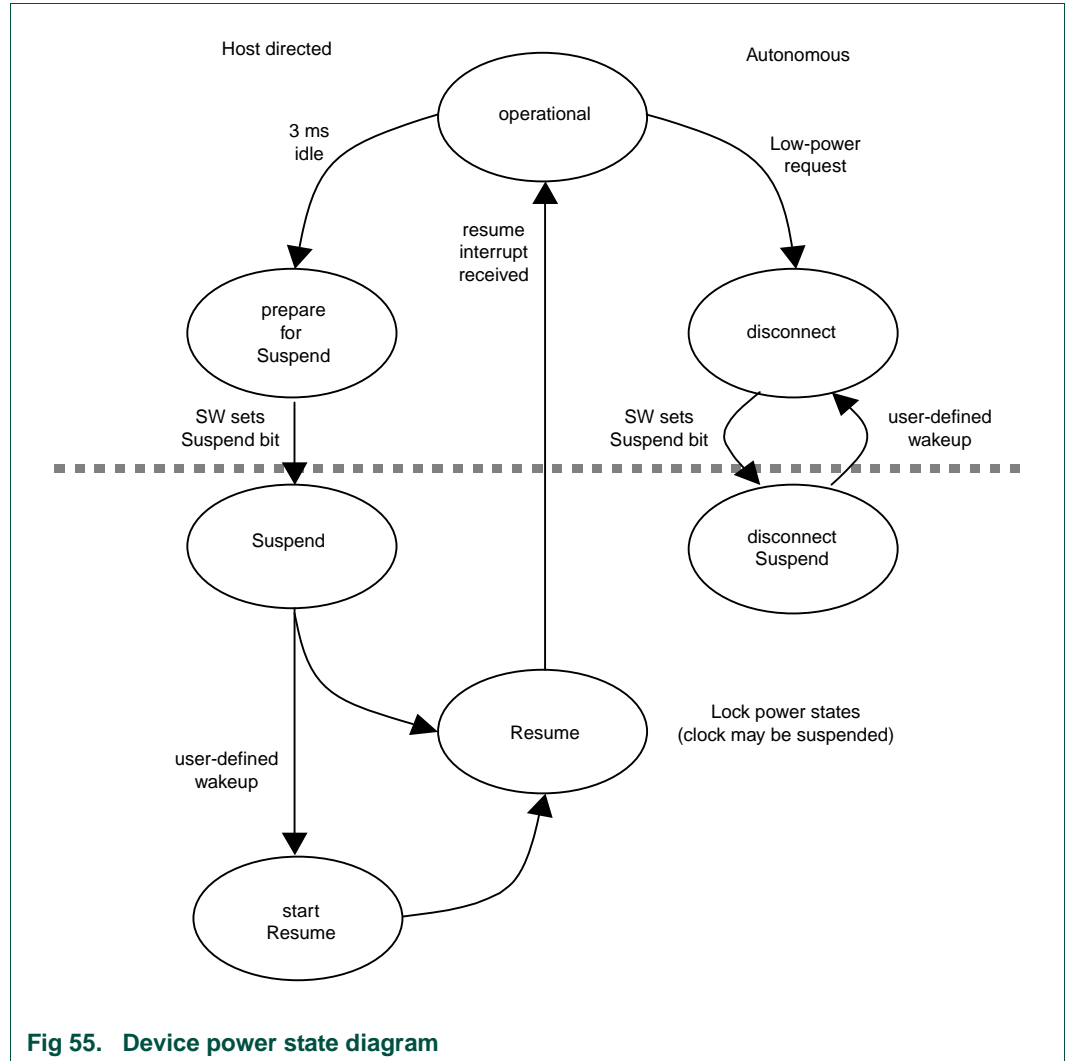 Host directed
Autonomous
operational
3 ms
idle
Low-power
request
resume
interrupt
received
prepare
for
Suspend
disconnect
SW sets
Suspend bit
SW sets
Suspend bit
user-defined
wakeup
Suspend
disconnect
Suspend
Resume
Lock power states
(clock may be suspended)
user-defined
wakeup
start
Resume
Fig 55. Device power state diagram